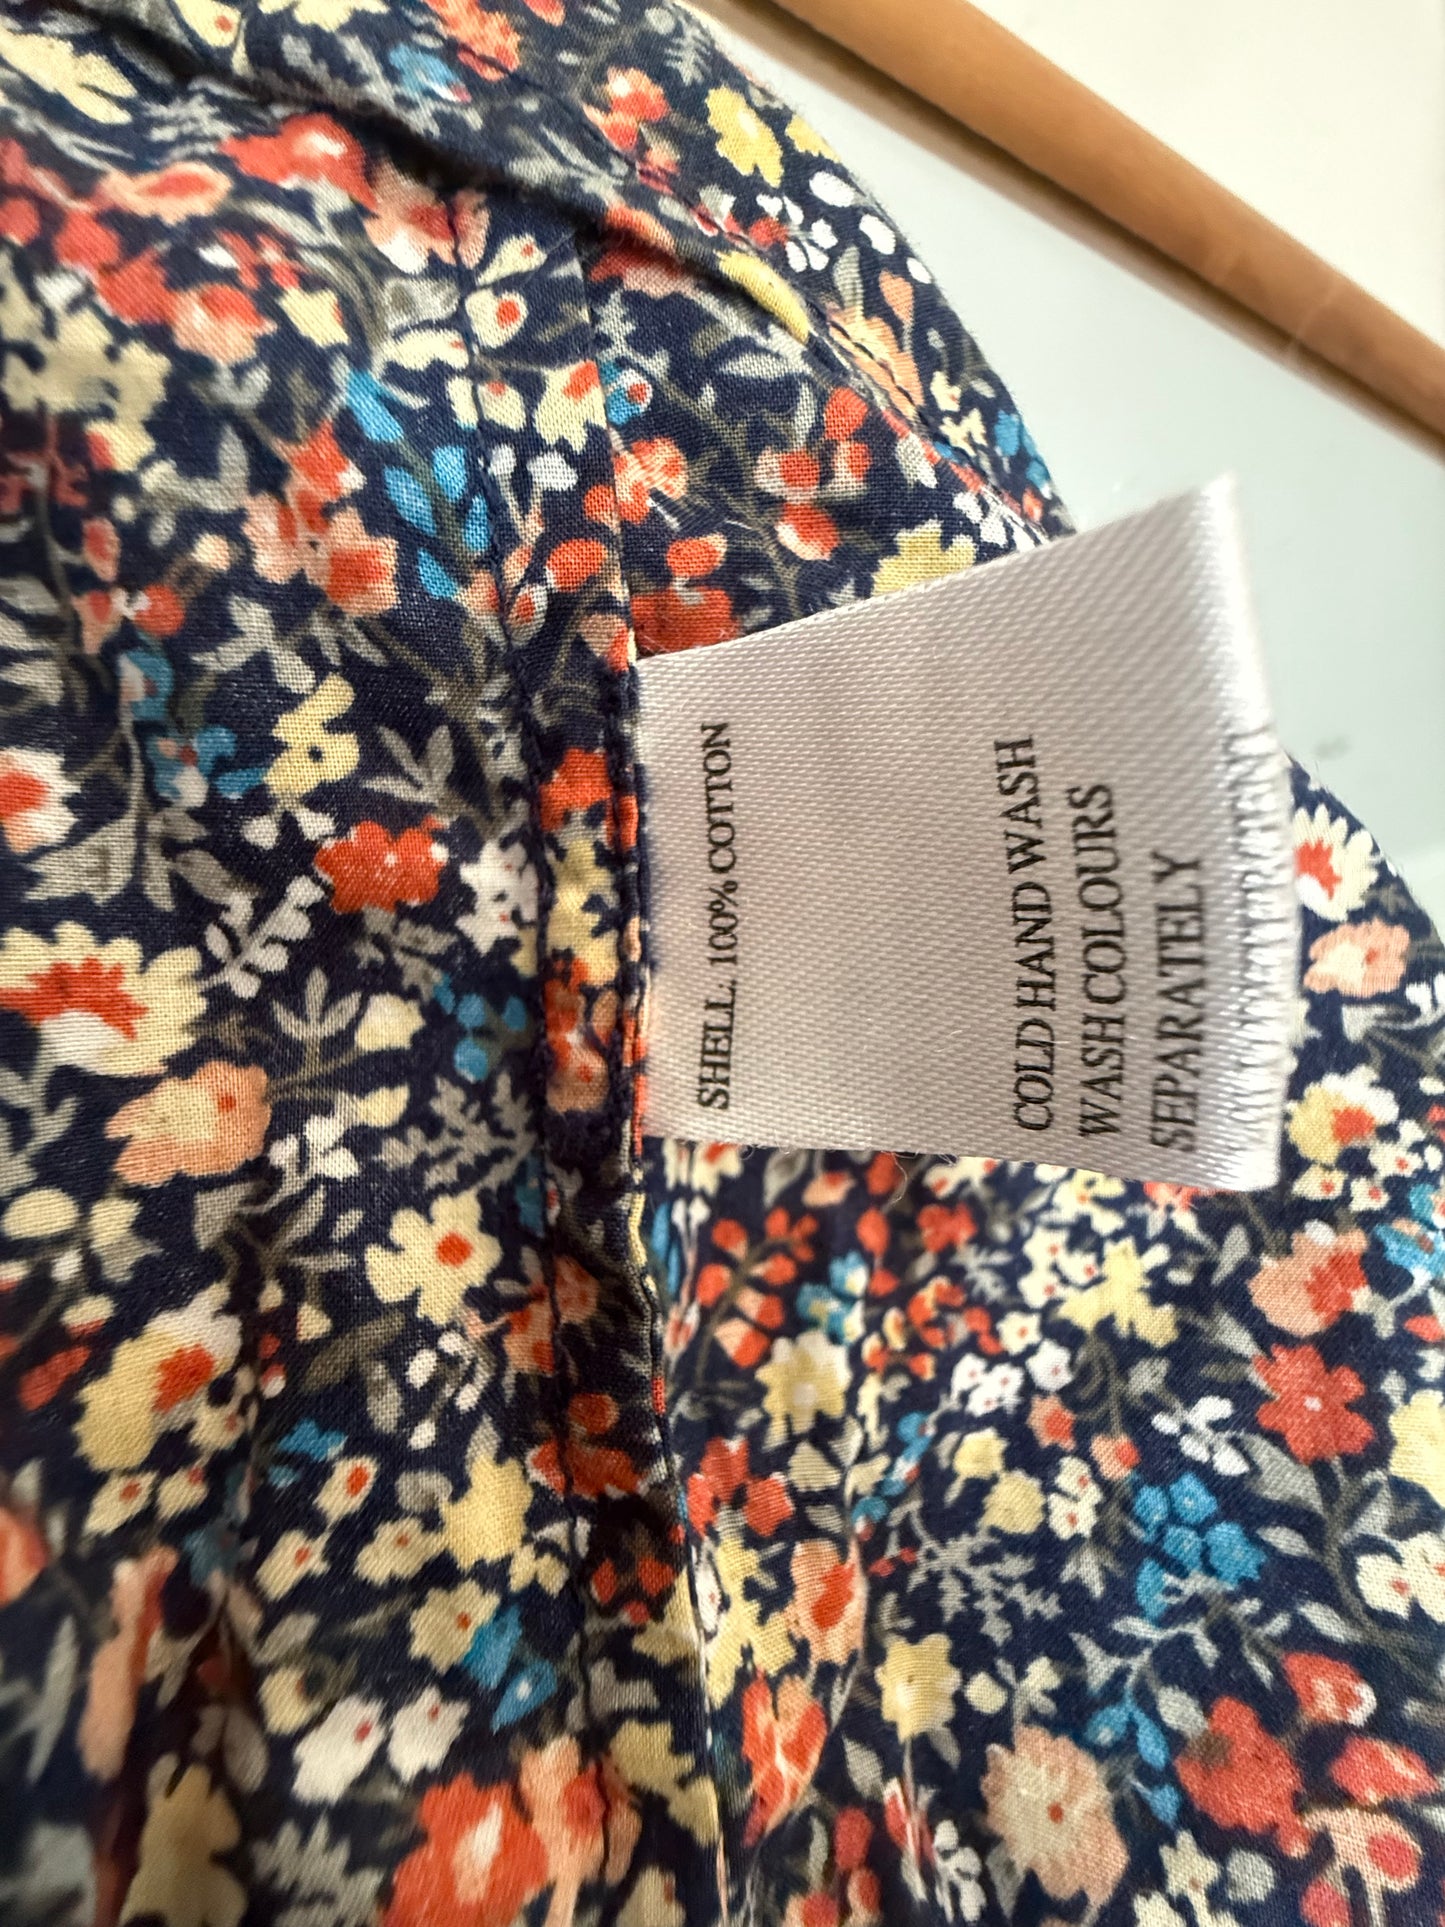 SHELL: 100% COTTON
COLD HAND WASH
WASH COLOURS
SEPARATELY